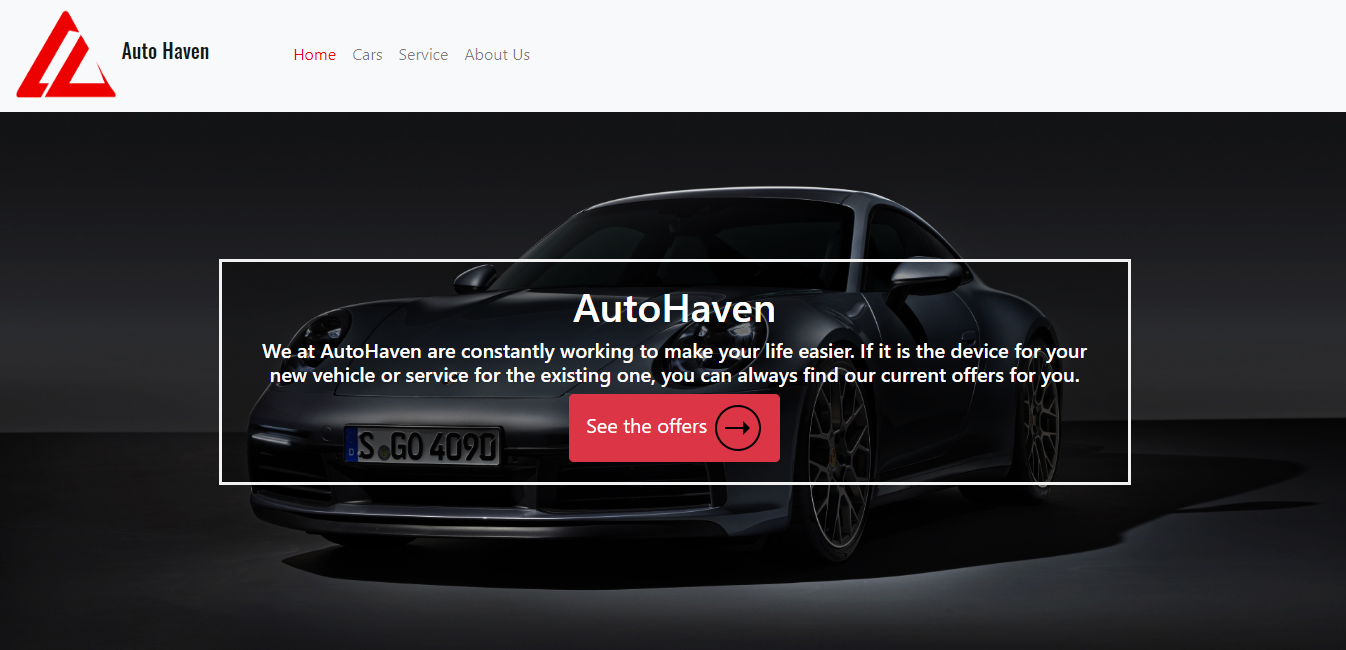 Auto Haven
Home Cars Service About Us
AutoHaven
We at AutoHaven are constantly working to make your life easier. If it is the device for your
new vehicle or service for the existing one, you can always find our current offers for you.
See the offers
D S GO 4090